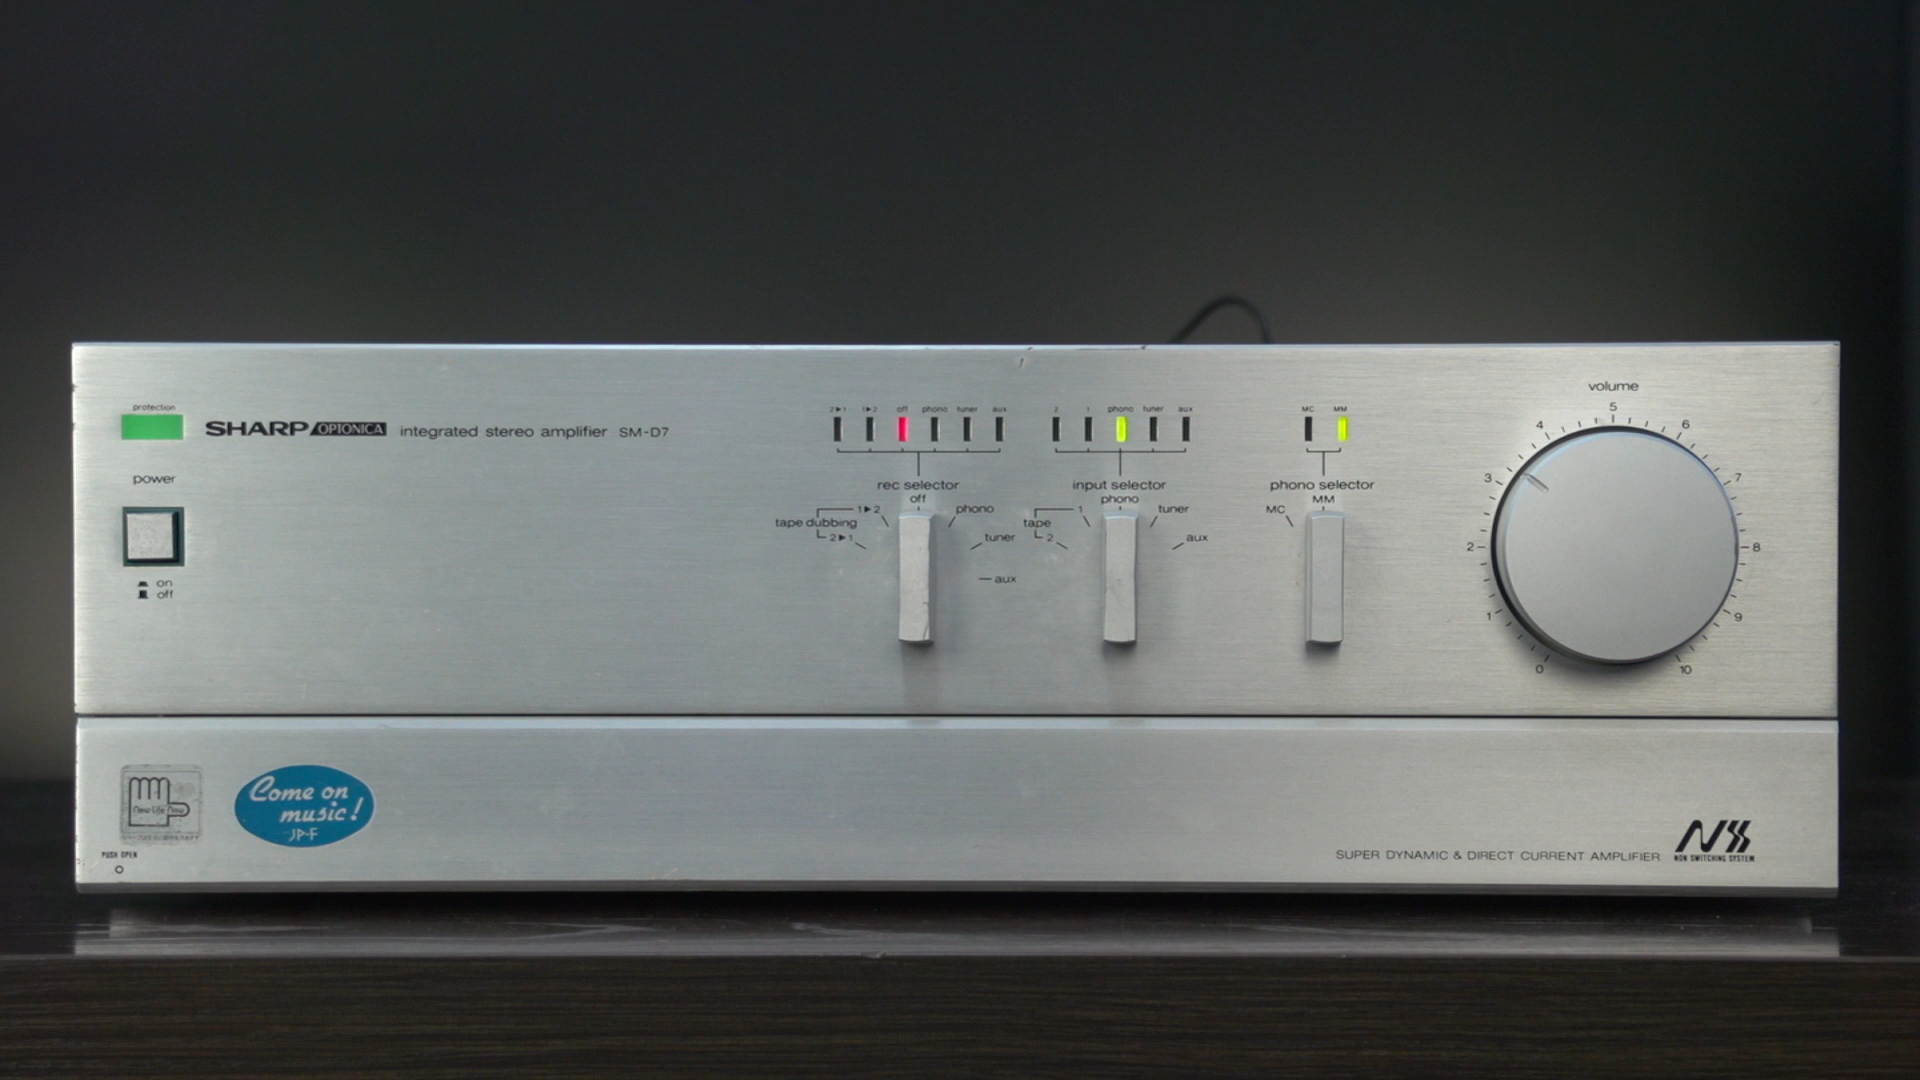 protection
SHARP OPTONICA integrated stereo amplifier SM-D7
power
on
off
2▶1 1▶2 off phono tuner aux
rec selector
off
phono
tuner
aux
tape dubbing
1▶2
2▶1
2 1 phono tuner aux
input selector
phono
tuner
aux
tape
1
2
MC MM
phono selector
MM
MC
volume
0 1 2 3 4 5 6 7 8 9 10
New Life Now
Come on
music!
JP-F
PUSH OPEN
SUPER DYNAMIC & DIRECT CURRENT AMPLIFIER
NSS
NON SWITCHING SYSTEM